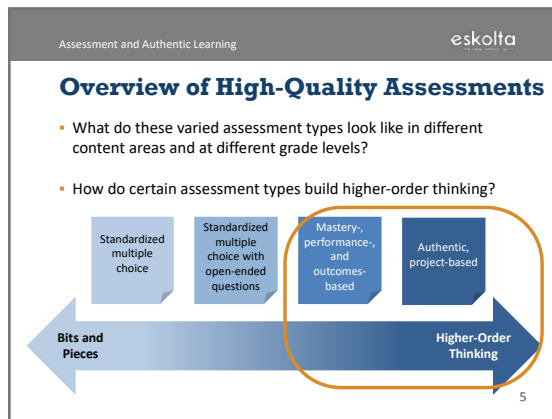 Assessment and Authentic Learning
eskolta
Overview of High-Quality Assessments
▪ What do these varied assessment types look like in different
content areas and at different grade levels?
▪ How do certain assessment types build higher-order thinking?
Standardized
multiple
choice
Standardized
multiple
choice with
open-ended
questions
Mastery-,
performance-,
and
outcomes-
based
Authentic,
project-based
Bits and
Pieces
Higher-Order
Thinking
5